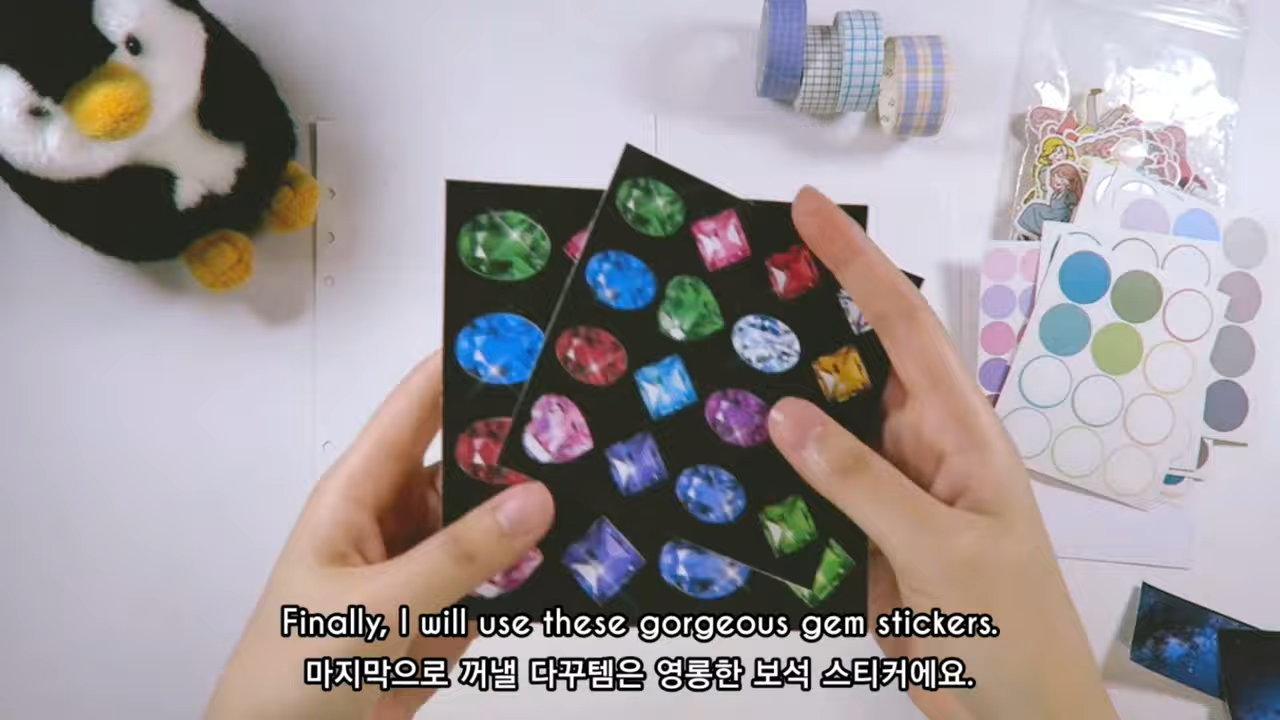 Finally, I will use these gorgeous gem stickers.
마지막으로 꺼낼 다꾸템은 영롱한 보석 스티커에요.